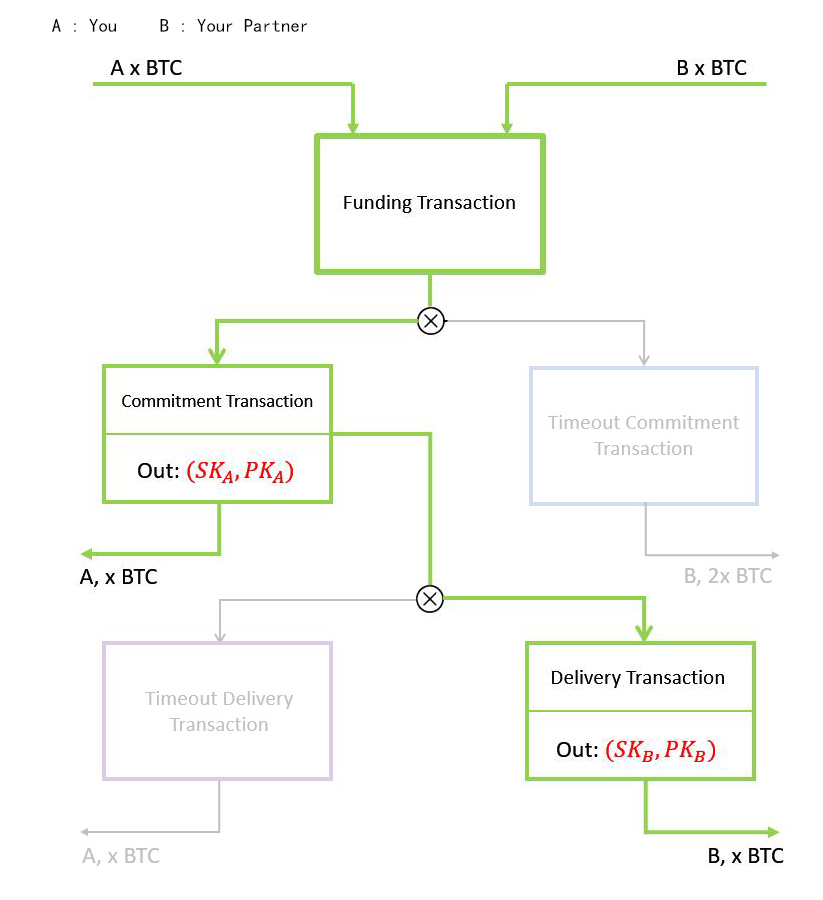 A : You    B : Your Partner
A x BTC
B x BTC
Funding Transaction
Commitment Transaction
Out: (SK_A, PK_A)
Timeout Commitment
Transaction
A, x BTC
B, 2x BTC
Timeout Delivery
Transaction
Delivery Transaction
Out: (SK_B, PK_B)
A, x BTC
B, x BTC